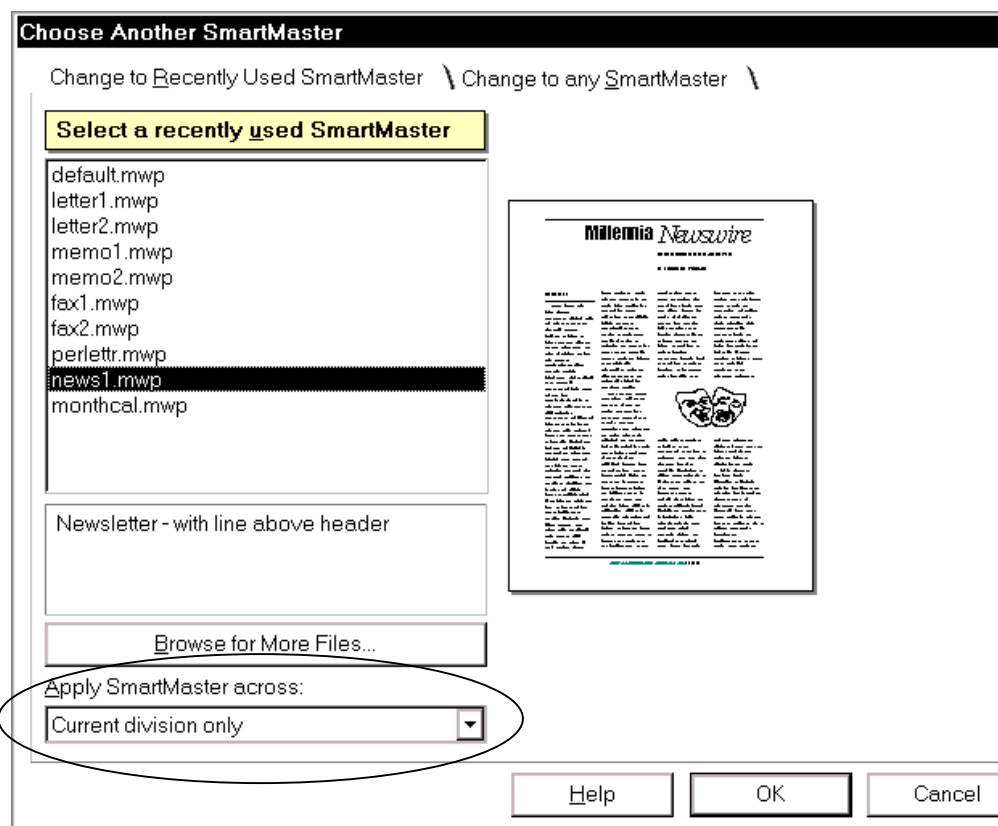 Choose Another SmartMaster
Change to Recently Used SmartMaster \ Change to any SmartMaster \
Select a recently used SmartMaster
default.mwp
letter1.mwp
letter2.mwp
memo1.mwp
memo2.mwp
fax1.mwp
fax2.mwp
perlettr.mwp
news1.mwp
monthcal.mwp
Millennia Newswire
Newsletter - with line above header
Browse for More Files...
Apply SmartMaster across:
Current division only
Help OK Cancel